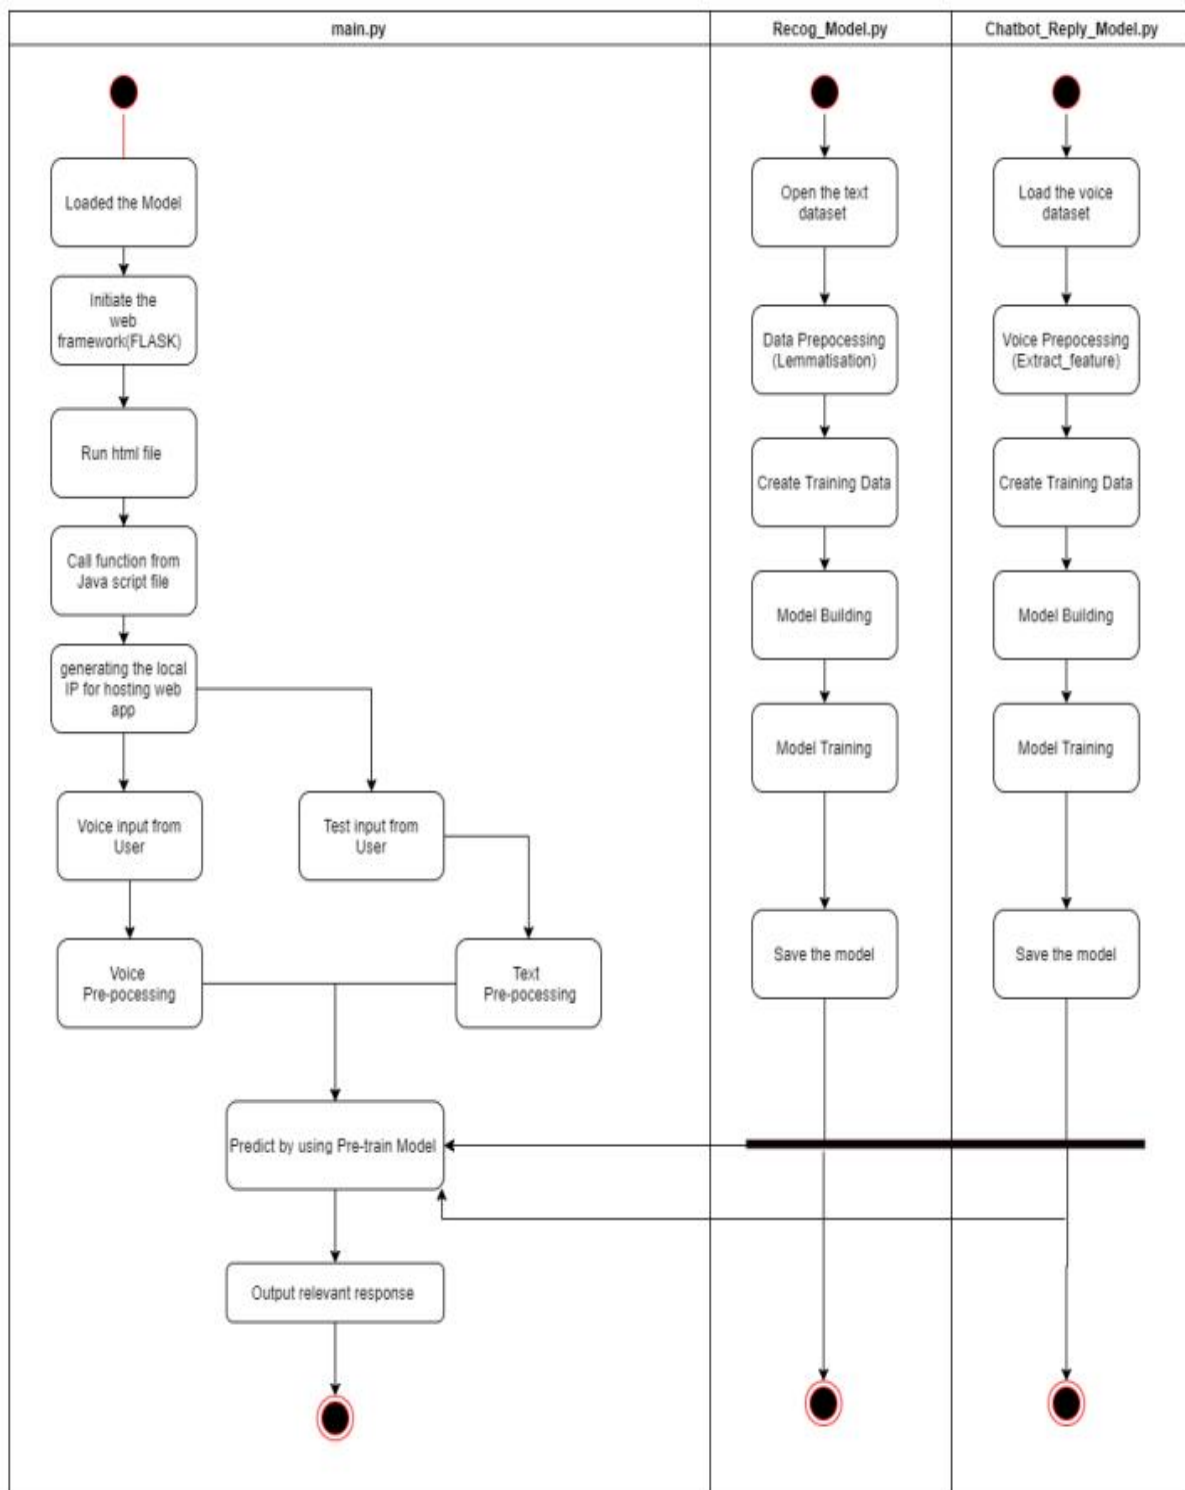 main.py
Recog_Model.py
Chatbot_Reply_Model.py
Loaded the Model
Initiate the
web
framework(FLASK)
Run html file
Call function from
Java script file
generating the local
IP for hosting web
app
Voice input from
User
Test input from
User
Voice
Pre-pocessing
Text
Pre-pocessing
Predict by using Pre-train Model
Output relevant response
Open the text
dataset
Data Prepocessing
(Lemmatisation)
Create Training Data
Model Building
Model Training
Save the model
Load the voice
dataset
Voice Prepocessing
(Extract_feature)
Create Training Data
Model Building
Model Training
Save the model